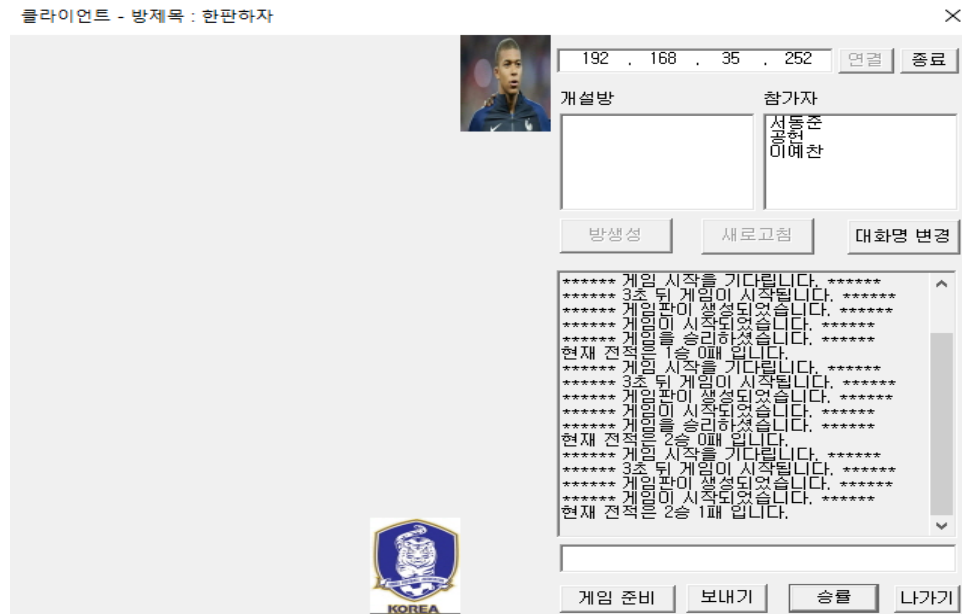 클라이언트 - 방제목 : 한판하자
192 . 168 . 35 . 252
연결
종료
개설방
참가자
서동준
공헌
이예찬
방생성
새로고침
대화명 변경
****** 게임 시작을 기다립니다. ******
****** 3초 뒤 게임이 시작됩니다. ******
****** 게임판이 생성되었습니다. ******
****** 게임이 시작되었습니다. ******
****** 게임을 승리하셨습니다. ******
현재 전적은 1승 0패 입니다.
****** 게임 시작을 기다립니다. ******
****** 3초 뒤 게임이 시작됩니다. ******
****** 게임판이 생성되었습니다. ******
****** 게임이 시작되었습니다. ******
****** 게임을 승리하셨습니다. ******
현재 전적은 2승 0패 입니다.
****** 게임 시작을 기다립니다. ******
****** 3초 뒤 게임이 시작됩니다. ******
****** 게임판이 생성되었습니다. ******
****** 게임이 시작되었습니다. ******
현재 전적은 2승 1패 입니다.
KOREA
게임 준비
보내기
승률
나가기